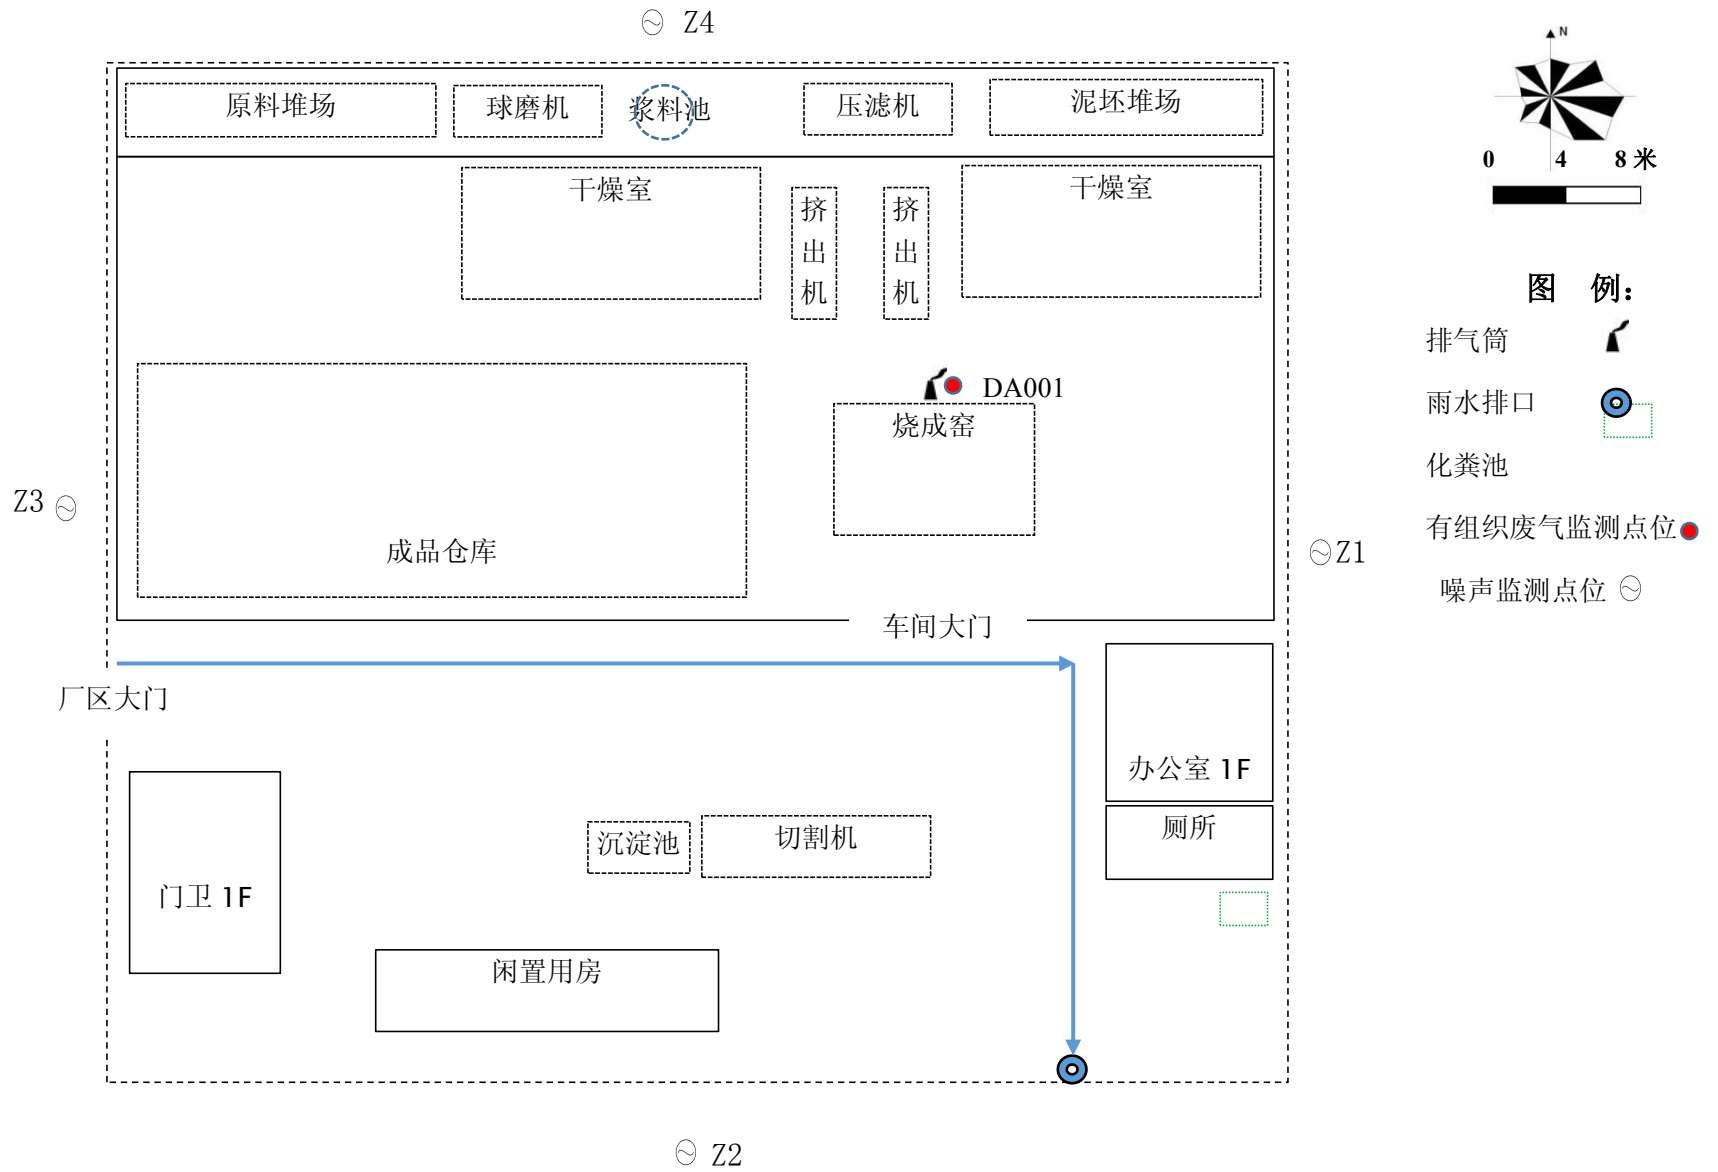 Z4
N
原料堆场
球磨机
浆料池
压滤机
泥坯堆场
0 4 8 米
干燥室
挤出机
挤出机
干燥室
图 例：
排气筒
DA001
雨水排口
烧成窑
化粪池
Z3
有组织废气监测点位
成品仓库
Z1
噪声监测点位
车间大门
厂区大门
办公室 1F
厕所
沉淀池
切割机
门卫 1F
闲置用房
Z2